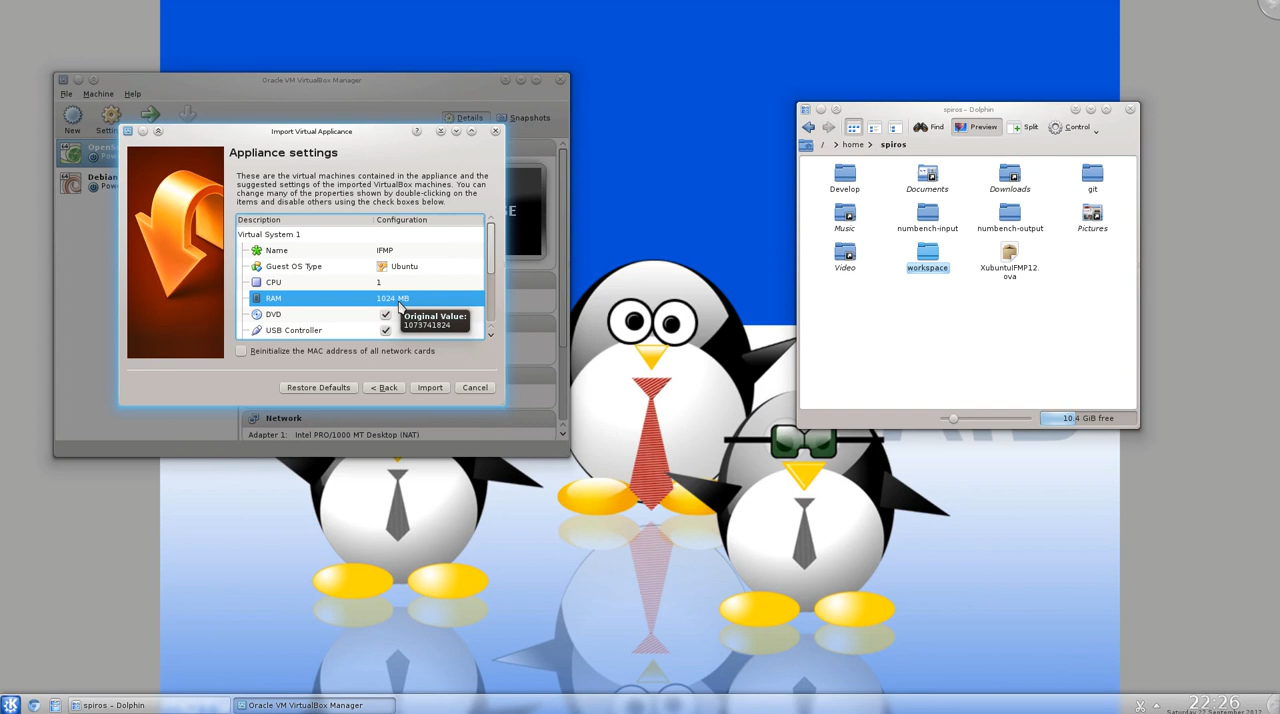 Oracle VM VirtualBox Manager
File Machine Help
New
Details
Snapshots
Import Virtual Appliance
Appliance settings
These are the virtual machines contained in the appliance and the
suggested settings of the imported VirtualBox machines. You can
change many of the properties shown by double-clicking on the
items and disable others using the check boxes below.
Description Configuration
Virtual System 1
Name IFMP
Guest OS Type Ubuntu
CPU 1
RAM 1024 MB
DVD
USB Controller
Original Value:
1073741824
Reinitialize the MAC address of all network cards
Restore Defaults
< Back
Import
Cancel
Network
Adapter 1: Intel PRO/1000 MT Desktop (NAT)
spiros – Dolphin
Find
Preview
Split
Control
/ > home > spiros
Develop
Documents
Downloads
git
Music
numbench-input
numbench-output
Pictures
Video
workspace
XubuntuIFMP12.
ova
10.4 GiB free
spiros – Dolphin
Oracle VM VirtualBox Manager
22:26